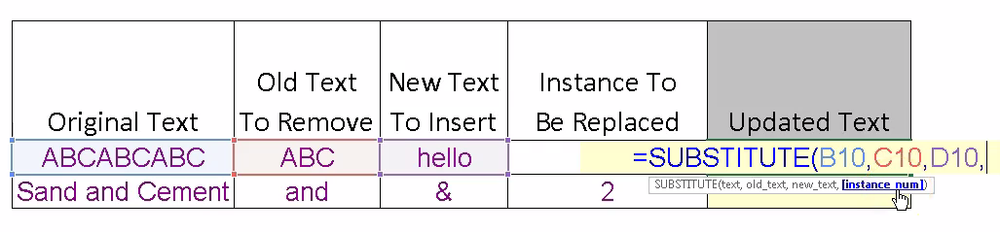 Original Text
Old Text
To Remove
New Text
To Insert
Instance To
Be Replaced
Updated Text
ABCABCABC ABC hello =SUBSTITUTE(B10,C10,D10,
SUBSTITUTE(text, old_text, new_text, [instance_num])
Sand and Cement and & 2